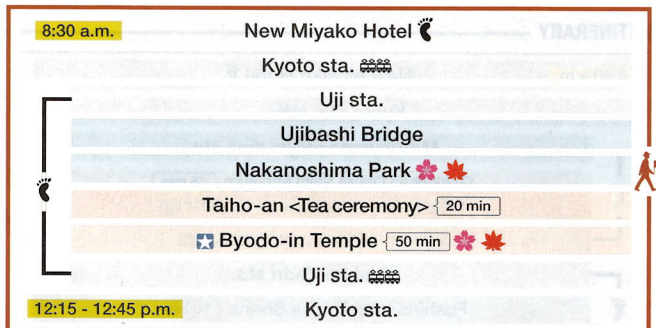 8:30 a.m. New Miyako Hotel
Kyoto sta.
Uji sta.
Ujibashi Bridge
Nakanoshima Park
Taiho-an <Tea ceremony> 20 min
Byodo-in Temple 50 min
Uji sta.
12:15 - 12:45 p.m. Kyoto sta.